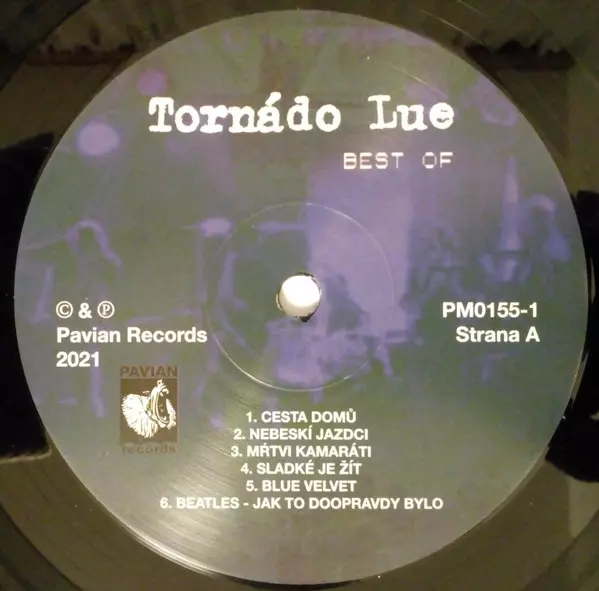 Tornádo Lue
BEST OF
© & ℗
Pavian Records
2021
PM0155-1
Strana A
PAVIAN
records
1. CESTA DOMŮ
2. NEBESKÍ JAZDCI
3. MŔTVI KAMARÁTI
4. SLADKÉ JE ŽÍT
5. BLUE VELVET
6. BEATLES - JAK TO DOOPRAVDY BYLO